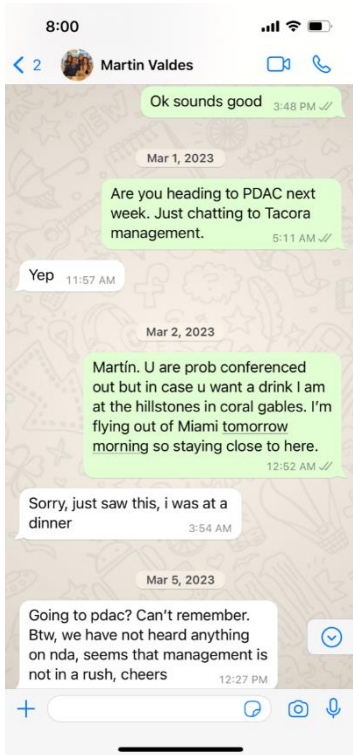 8:00
2
Martin Valdes
Ok sounds good
3:48 PM
Mar 1, 2023
Are you heading to PDAC next
week. Just chatting to Tacora
management.
5:11 AM
Yep
11:57 AM
Mar 2, 2023
Martín. U are prob conferenced
out but in case u want a drink I am
at the hillstones in coral gables. I'm
flying out of Miami tomorrow
morning so staying close to here.
12:52 AM
Sorry, just saw this, i was at a
dinner
3:54 AM
Mar 5, 2023
Going to pdac? Can't remember.
Btw, we have not heard anything
on nda, seems that management is
not in a rush, cheers
12:27 PM